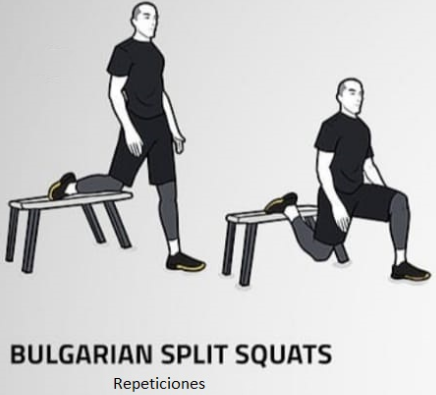 BULGARIAN SPLIT SQUATS
Repeticiones